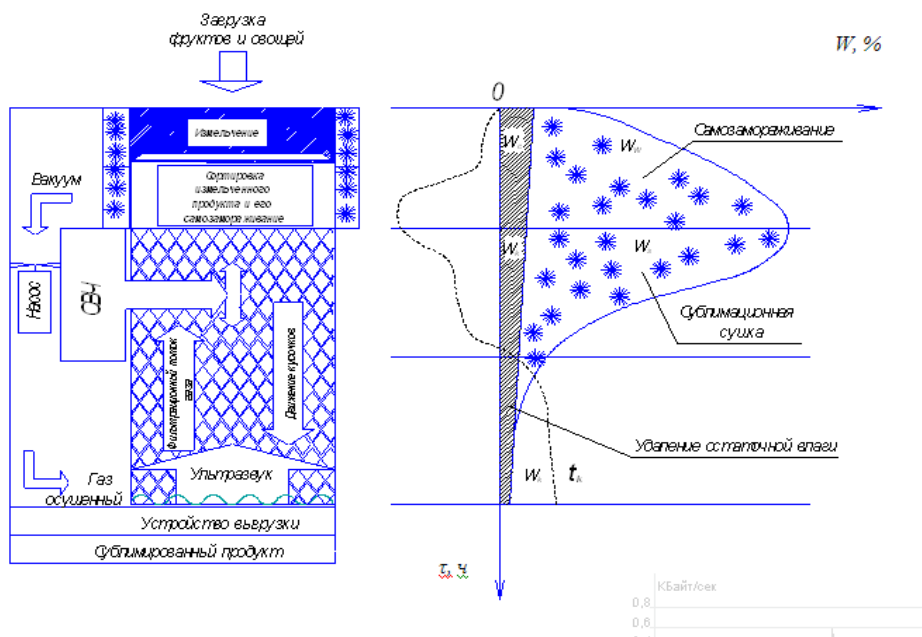 Загрузка
фруктов и овощей
W, %
0
Измельчение
Самозамораживание
Вакуум
Сортировка
измельченного
продукта и его
самозамораживание
СВЧ
Насос
Фильтрационный поток
газа
Движение кусочков
Сублимационная
сушка
Удаление остаточной влаги
Ультразвук
Газ
осушенный
t
Устройство выгрузки
Сублимированный продукт
τ, ч
КБайт/сек
0,8
0,6